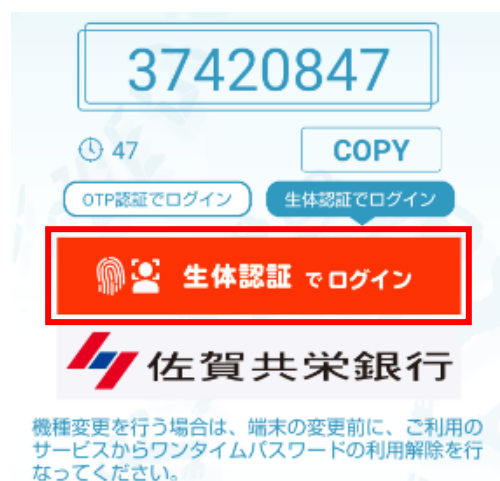 37420847
47
COPY
OTP認証でログイン
生体認証でログイン
生体認証 でログイン
佐賀共栄銀行
機種変更を行う場合は、端末の変更前に、ご利用の
サービスからワンタイムパスワードの利用解除を行
なってください。